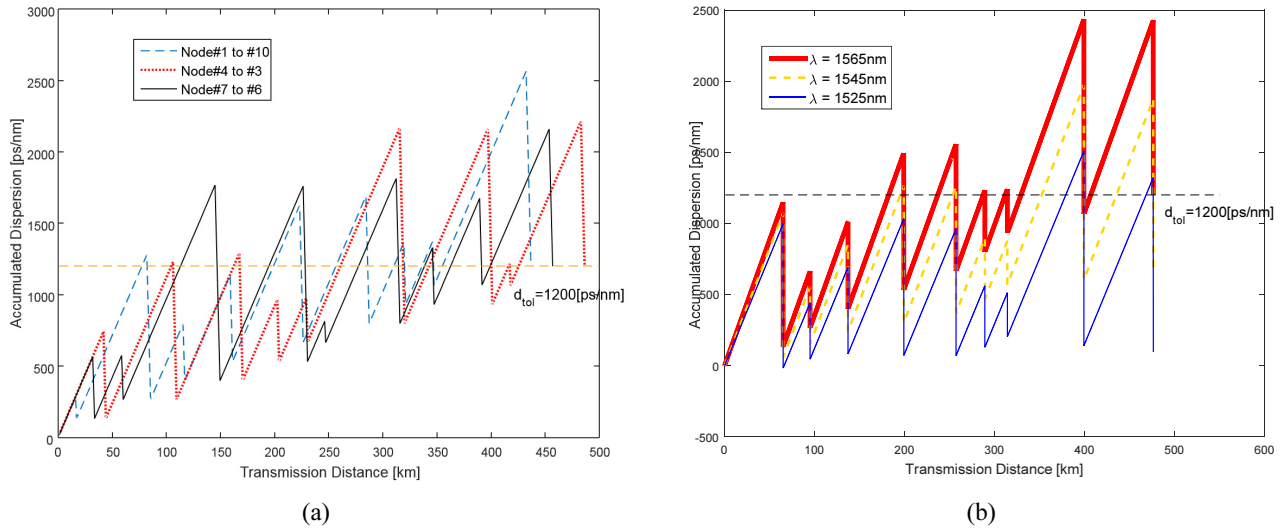 3000
2500
2000
1500
1000
500
0
0 50 100 150 200 250 300 350 400 450 500
Accumulated Dispersion [ps/nm]
Transmission Distance [km]
Node#1 to #10
Node#4 to #3
Node#7 to #6
d_tol=1200[ps/nm]
(a)
2500
2000
1500
1000
500
0
-500
0 100 200 300 400 500 600
Accumulated Dispersion [ps/nm]
Transmission Distance [km]
λ = 1565nm
λ = 1545nm
λ = 1525nm
d_tol=1200[ps/nm]
(b)